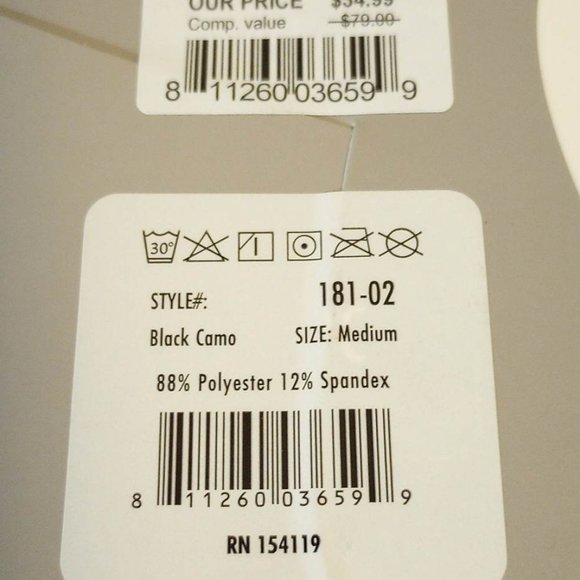 OUR PRICE $34.99
Comp. value $79.00
8 11260 03659 9
30°
STYLE#: 181-02
Black Camo SIZE: Medium
88% Polyester 12% Spandex
8 11260 03659 9
RN 154119